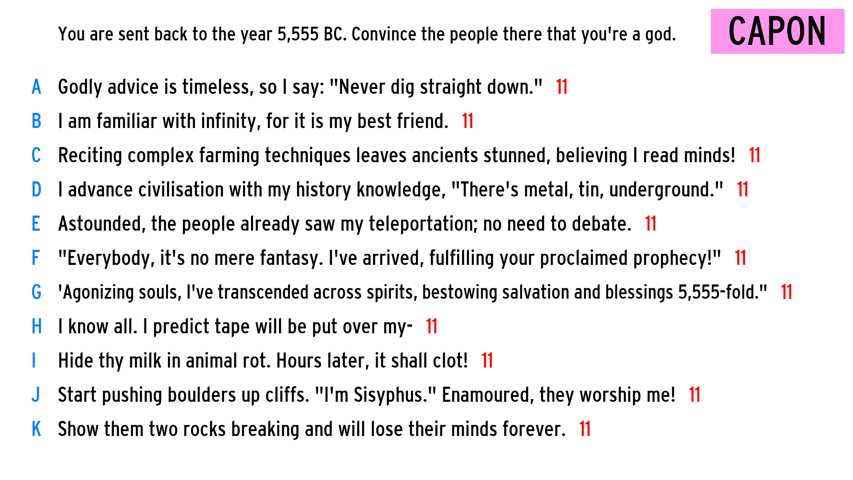 You are sent back to the year 5,555 BC. Convince the people there that you're a god.
CAPON
A Godly advice is timeless, so I say: "Never dig straight down." 11
B I am familiar with infinity, for it is my best friend. 11
C Reciting complex farming techniques leaves ancients stunned, believing I read minds! 11
D I advance civilisation with my history knowledge, "There's metal, tin, underground." 11
E Astounded, the people already saw my teleportation; no need to debate. 11
F "Everybody, it's no mere fantasy. I've arrived, fulfilling your proclaimed prophecy!" 11
G 'Agonizing souls, I've transcended across spirits, bestowing salvation and blessings 5,555-fold." 11
H I know all. I predict tape will be put over my- 11
I Hide thy milk in animal rot. Hours later, it shall clot! 11
J Start pushing boulders up cliffs. "I'm Sisyphus." Enamoured, they worship me! 11
K Show them two rocks breaking and will lose their minds forever. 11